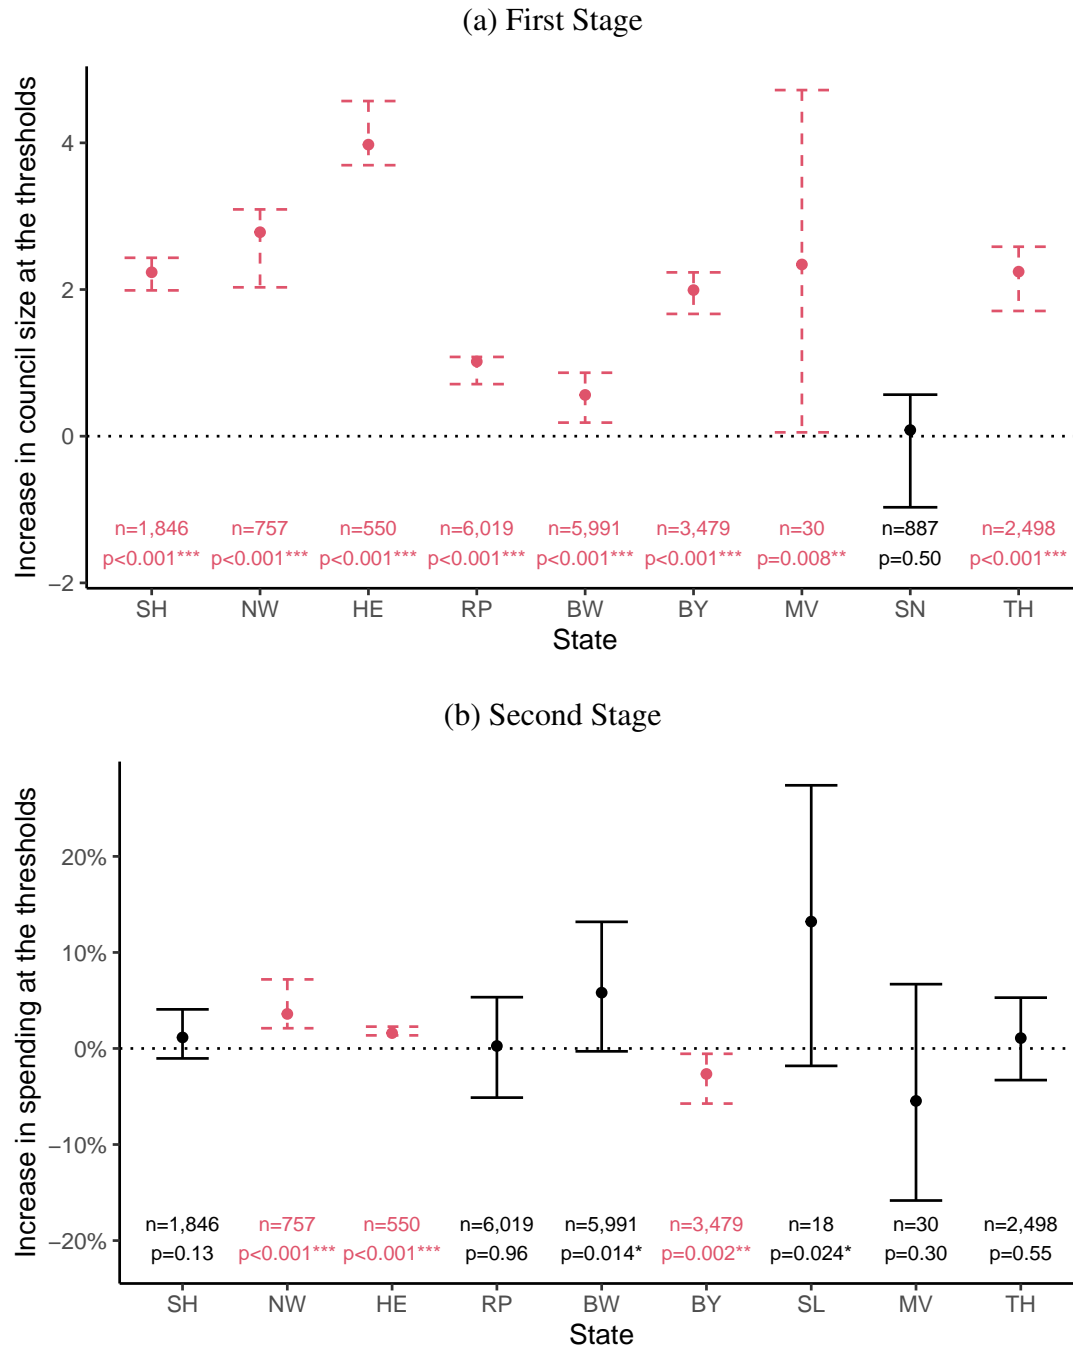 (a) First Stage
Increase in council size at the thresholds
4
2
0
−2
n=1,846 n=757 n=550 n=6,019 n=5,991 n=3,479 n=30 n=887 n=2,498
p<0.001*** p<0.001*** p<0.001*** p<0.001*** p<0.001*** p<0.001*** p=0.008** p=0.50 p<0.001***
SH NW HE RP BW BY MV SN TH
State
(b) Second Stage
Increase in spending at the thresholds
20%
10%
0%
−10%
−20%
n=1,846 n=757 n=550 n=6,019 n=5,991 n=3,479 n=18 n=30 n=2,498
p=0.13 p<0.001*** p<0.001*** p=0.96 p=0.014* p=0.002** p=0.024* p=0.30 p=0.55
SH NW HE RP BW BY SL MV TH
State